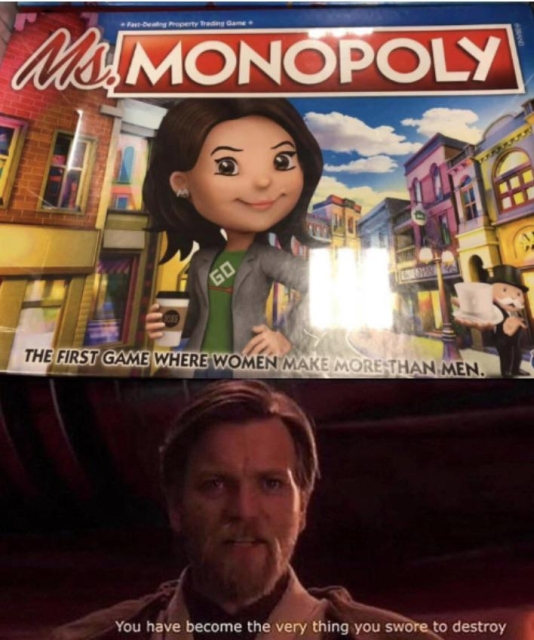 Fast-Dealing Property Trading Game
Ms. MONOPOLY
GO
THE FIRST GAME WHERE WOMEN MAKE MORE THAN MEN.
You have become the very thing you swore to destroy